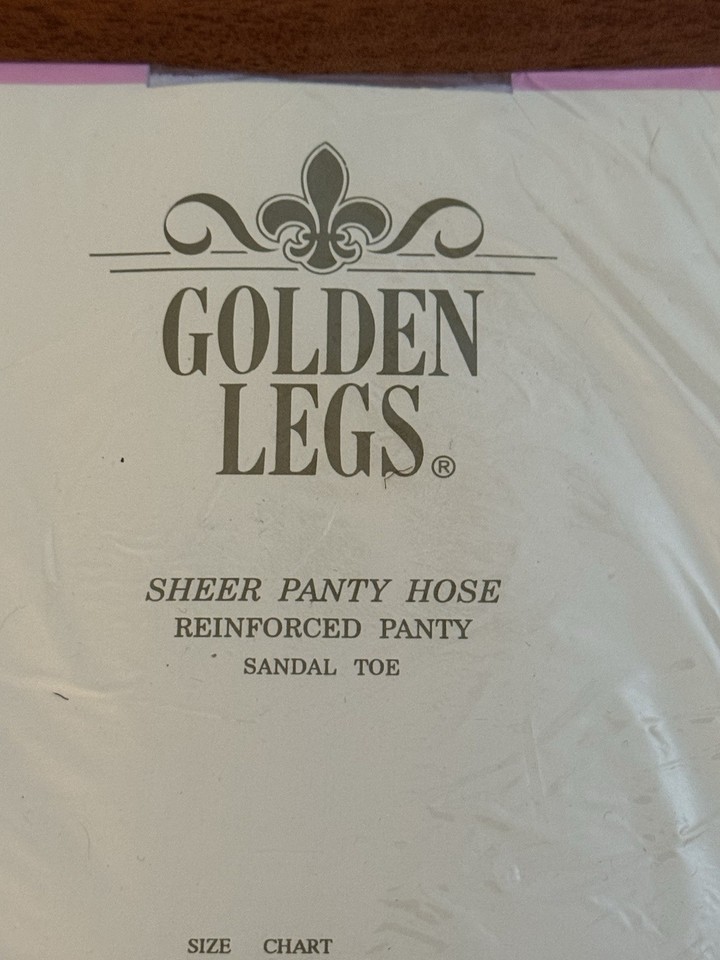 GOLDEN
LEGS®
SHEER PANTY HOSE
REINFORCED PANTY
SANDAL TOE
SIZE CHART